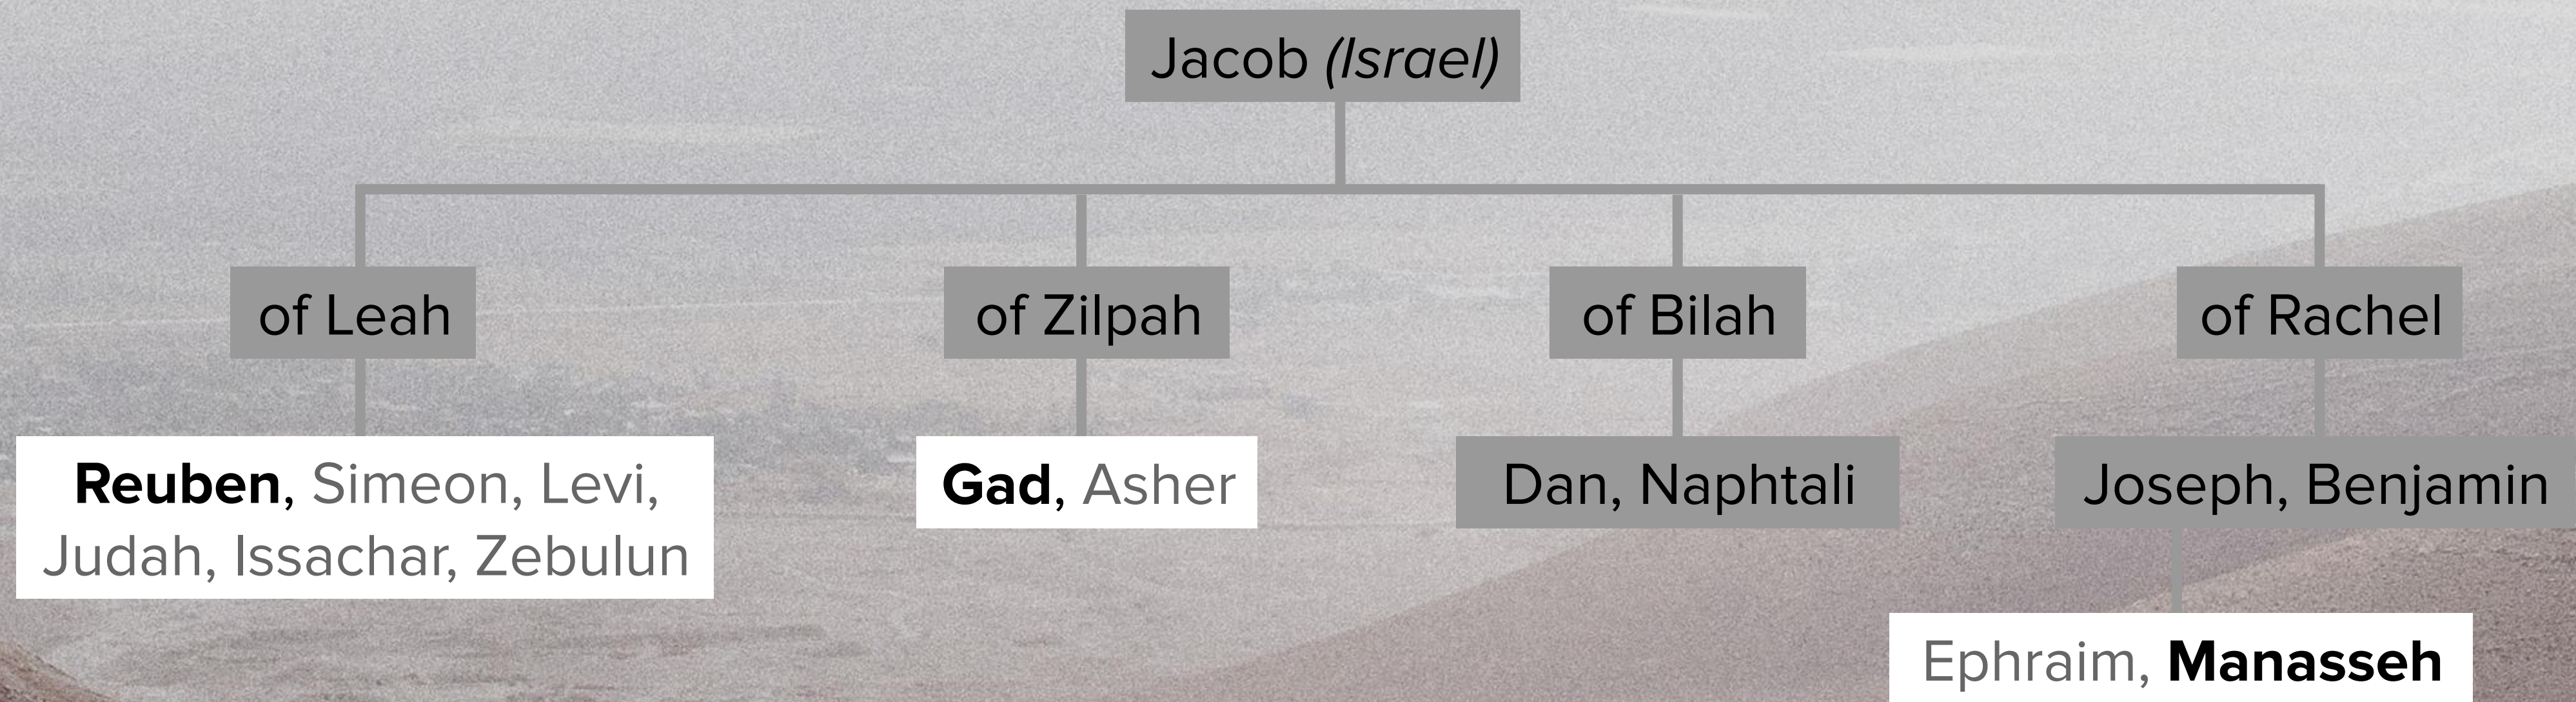 Jacob (Israel)
of Leah
of Zilpah
of Bilah
of Rachel
Reuben, Simeon, Levi,
Judah, Issachar, Zebulun
Gad, Asher
Dan, Naphtali
Joseph, Benjamin
Ephraim, Manasseh